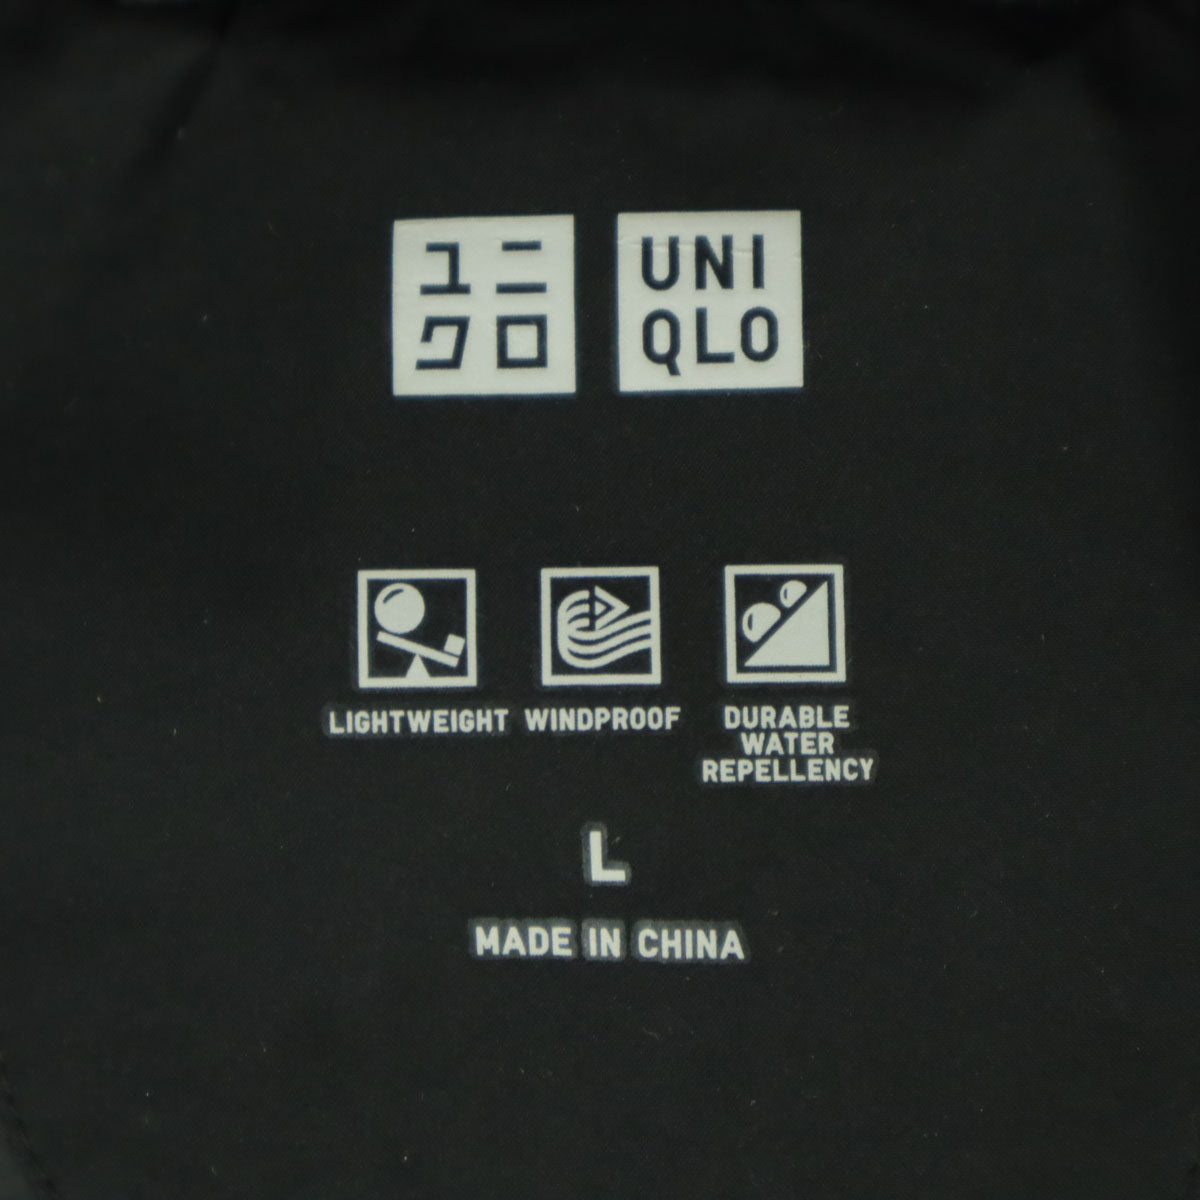 ユニ
クロ
UNI
QLO
LIGHTWEIGHT
WINDPROOF
DURABLE
WATER
REPELLENCY
L
MADE IN CHINA